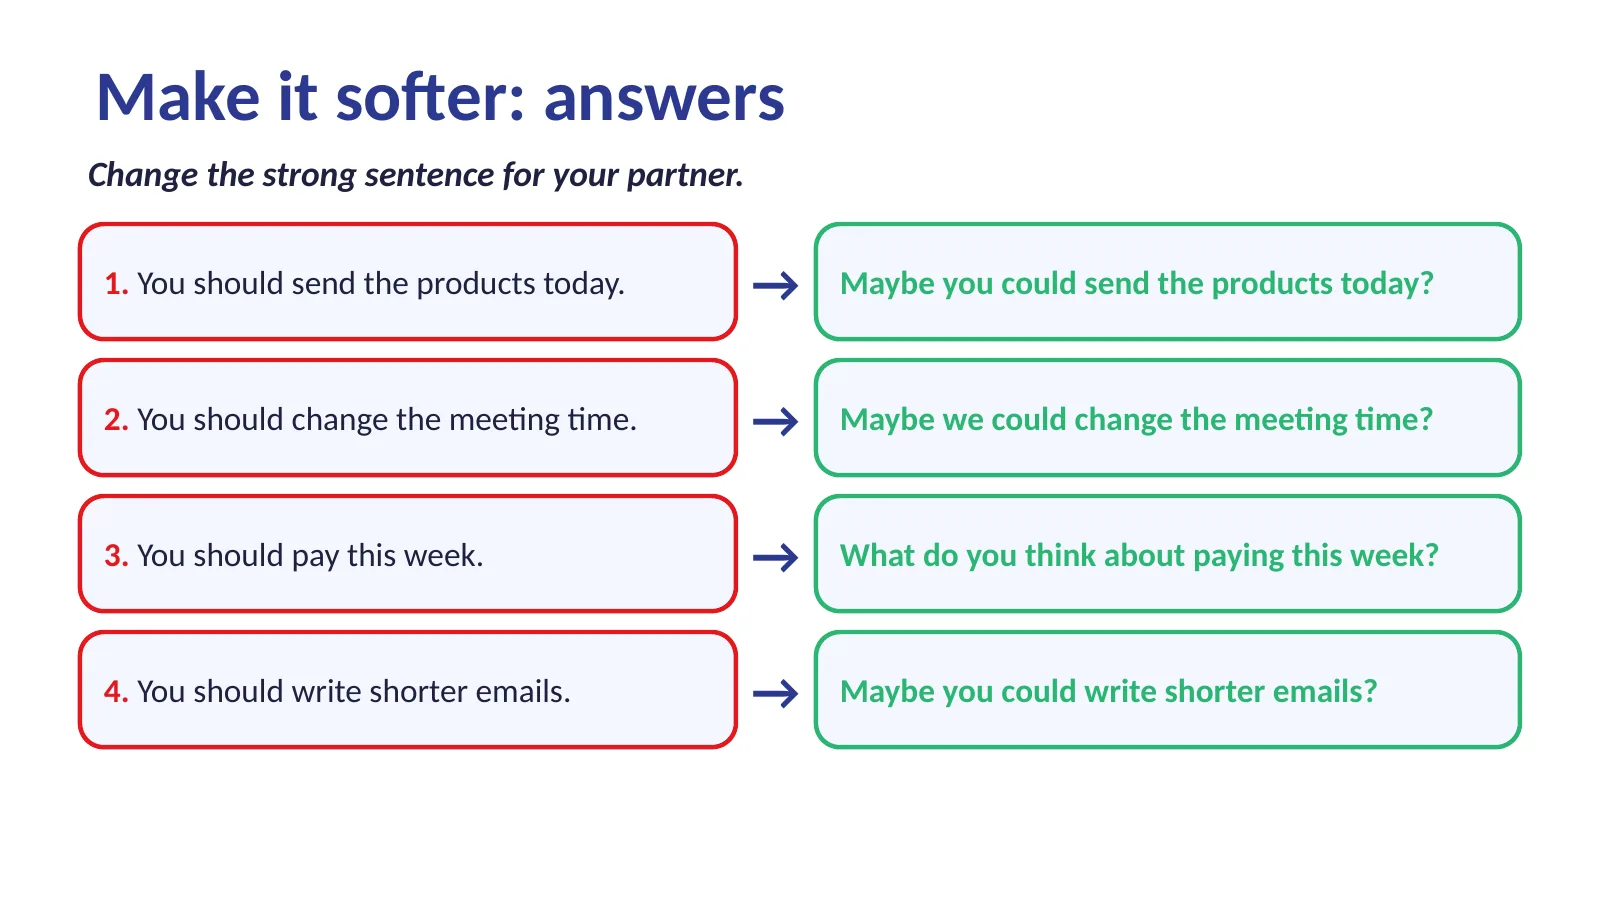 Make it softer: answers
Change the strong sentence for your partner.
1. You should send the products today. → Maybe you could send the products today?
2. You should change the meeting time. → Maybe we could change the meeting time?
3. You should pay this week. → What do you think about paying this week?
4. You should write shorter emails. → Maybe you could write shorter emails?